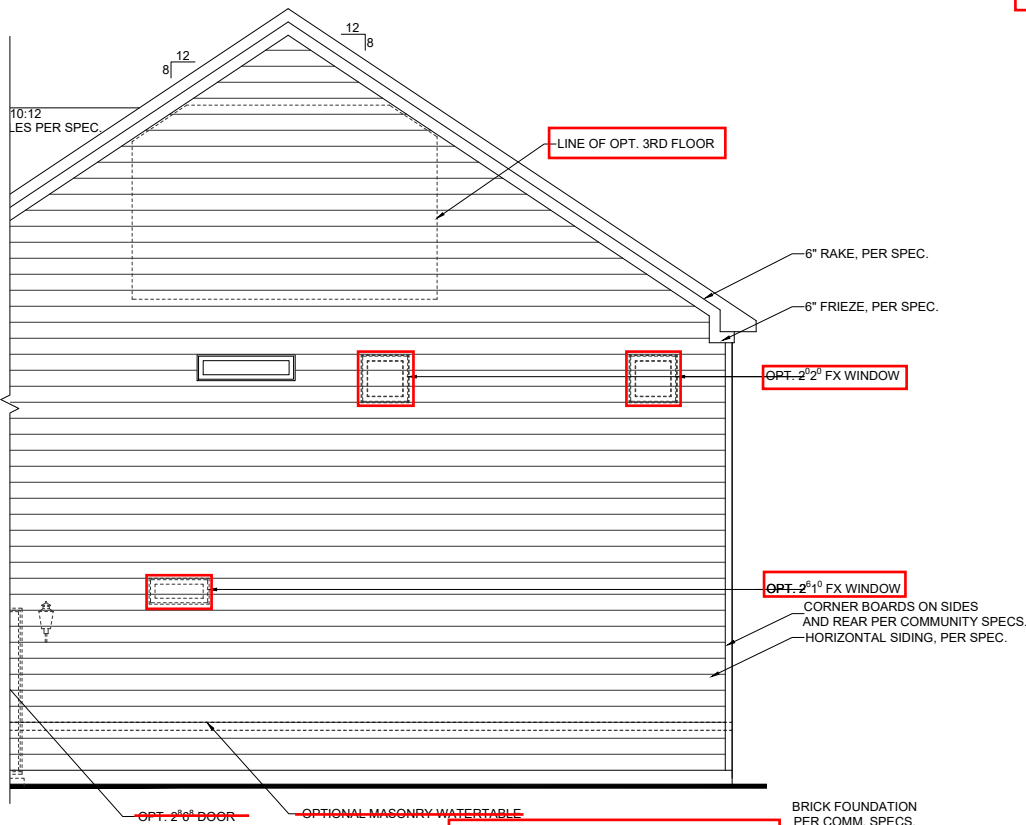 12
8
12
8
10:12
LES PER SPEC.
LINE OF OPT. 3RD FLOOR
6" RAKE, PER SPEC.
6" FRIEZE, PER SPEC.
OPT. 2⁰2⁰ FX WINDOW
OPT. 2⁶1⁰ FX WINDOW
CORNER BOARDS ON SIDES
AND REAR PER COMMUNITY SPECS.
HORIZONTAL SIDING, PER SPEC.
OPT. 2⁸6⁸ DOOR
OPTIONAL MASONRY WATERTABLE
BRICK FOUNDATION
PER COMM. SPECS.